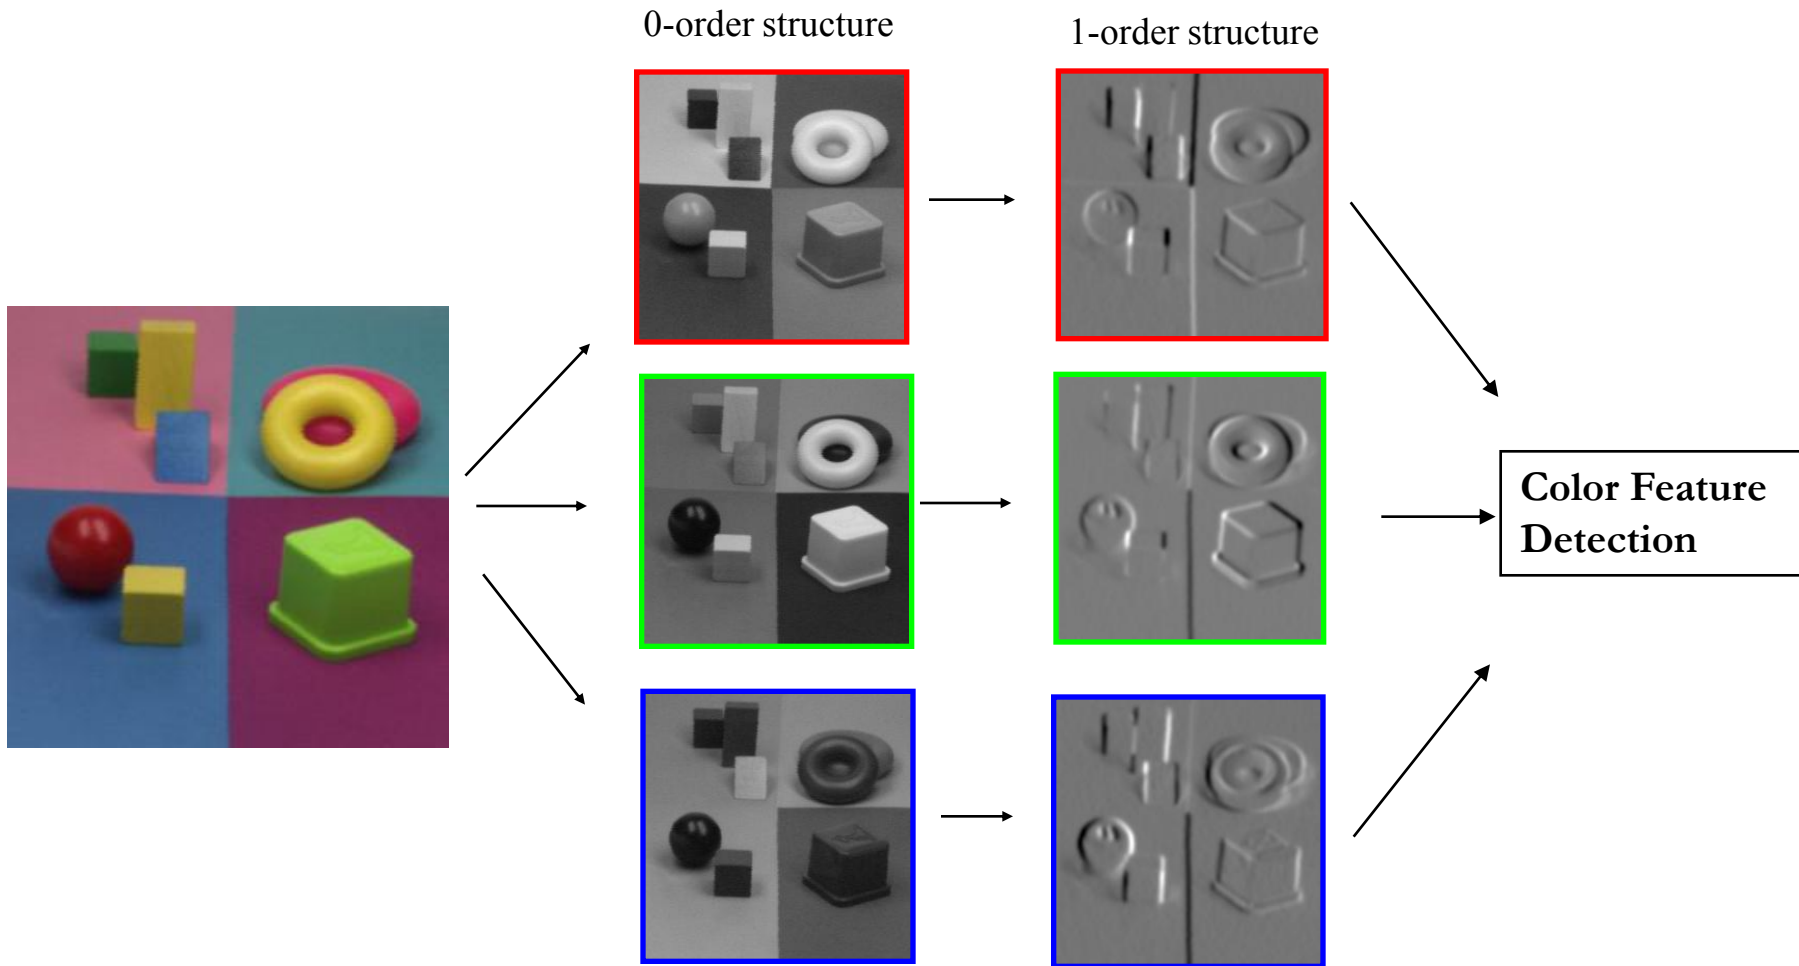 0-order structure
1-order structure
Color Feature
Detection